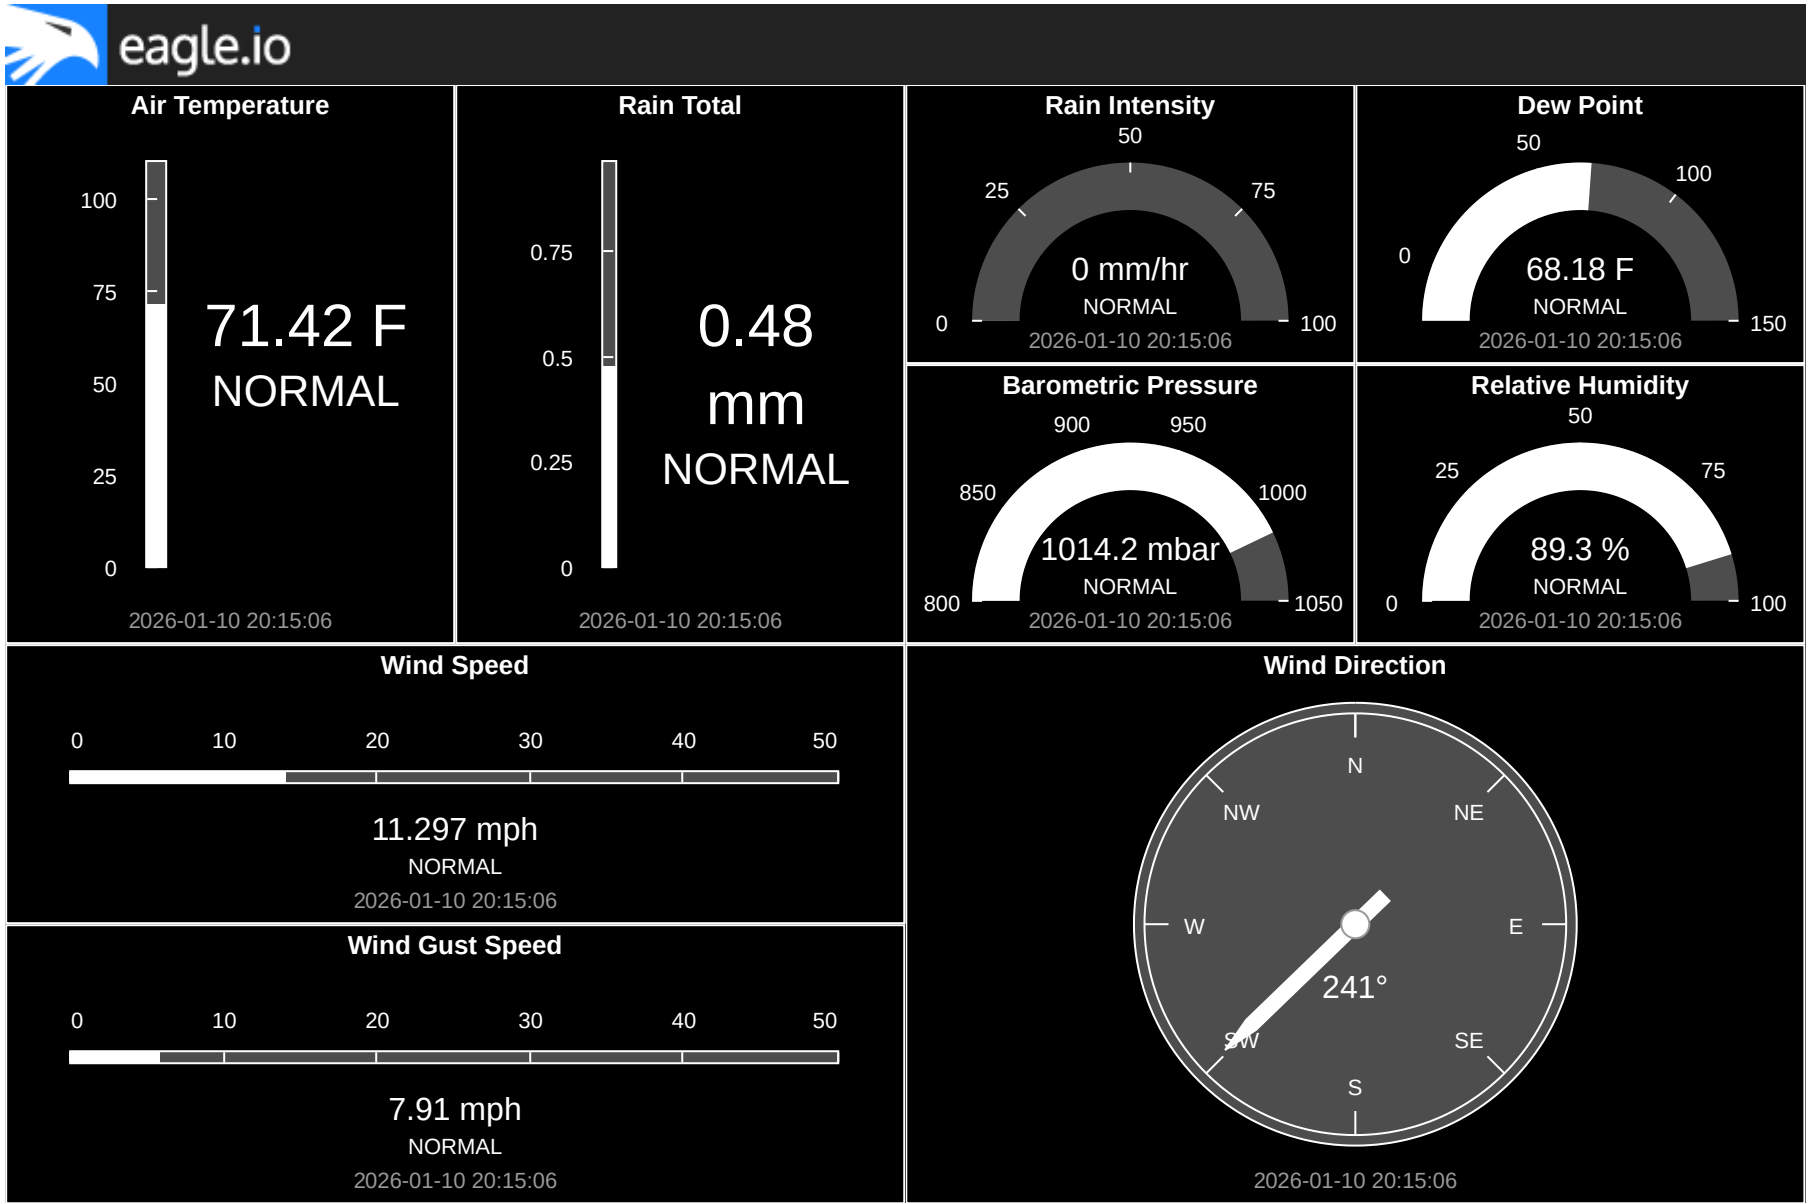 eagle.io
Air Temperature
100
75
50
25
0
71.42 F
NORMAL
2026-01-10 20:15:06
Rain Total
0.75
0.5
0.25
0
0.48
mm
NORMAL
2026-01-10 20:15:06
Rain Intensity
0
25
50
75
100
0 mm/hr
NORMAL
2026-01-10 20:15:06
Dew Point
0
50
100
150
68.18 F
NORMAL
2026-01-10 20:15:06
Barometric Pressure
800
850
900
950
1000
1050
1014.2 mbar
NORMAL
2026-01-10 20:15:06
Relative Humidity
0
25
50
75
100
89.3 %
NORMAL
2026-01-10 20:15:06
Wind Speed
0 10 20 30 40 50
11.297 mph
NORMAL
2026-01-10 20:15:06
Wind Gust Speed
0 10 20 30 40 50
7.91 mph
NORMAL
2026-01-10 20:15:06
Wind Direction
N
NW NE
W E
241°
SW SE
S
2026-01-10 20:15:06